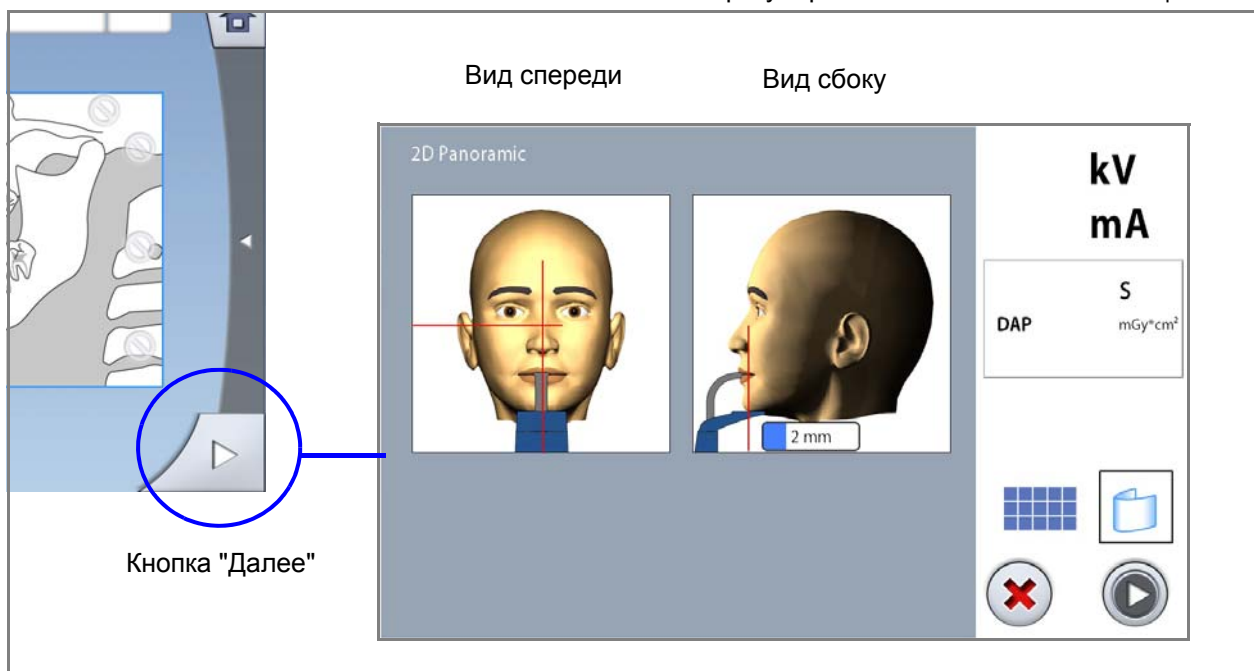 Вид спереди
Вид сбоку
2D Panoramic
kV
mA
S
DAP mGy*cm²
2 mm
Кнопка "Далее"